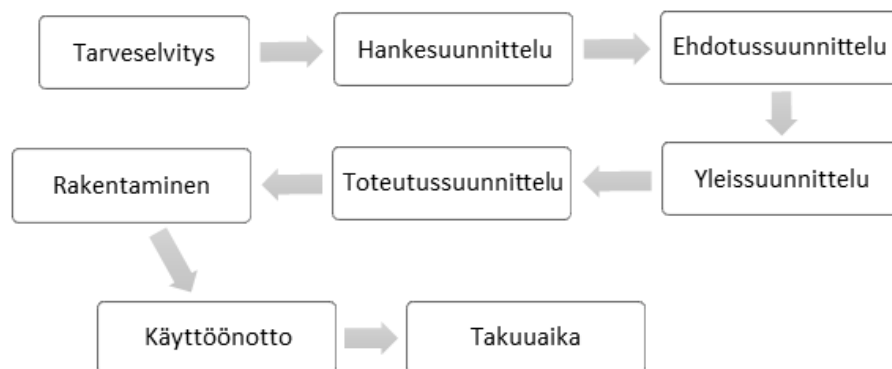 Tarveselvitys
Hankesuunnittelu
Ehdotussuunnittelu
Yleissuunnittelu
Toteutussuunnittelu
Rakentaminen
Käyttöönotto
Takuuaika